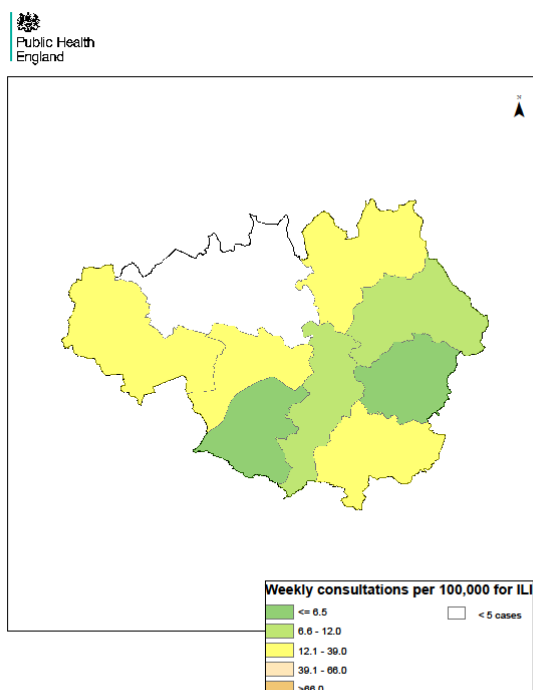 Public Health
England
N
Weekly consultations per 100,000 for ILI
<= 6.5
< 5 cases
6.6 - 12.0
12.1 - 39.0
39.1 - 66.0
>66.0